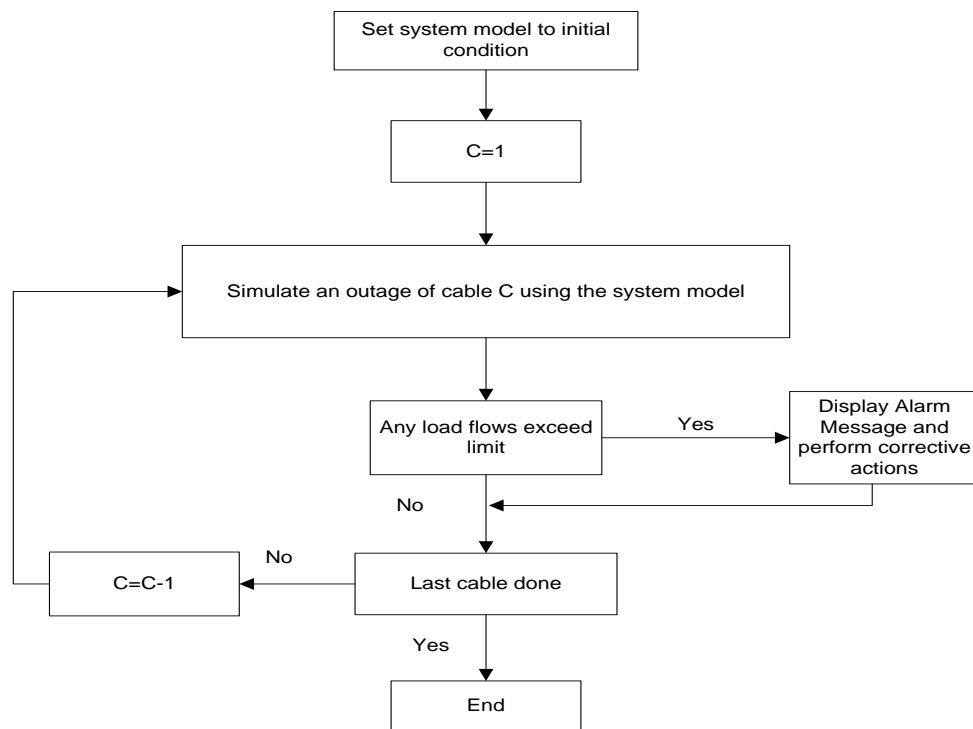 Set system model to initial
condition
C=1
Simulate an outage of cable C using the system model
Any load flows exceed
limit
Yes
Display Alarm
Message and
perform corrective
actions
No
Last cable done
No
C=C-1
Yes
End